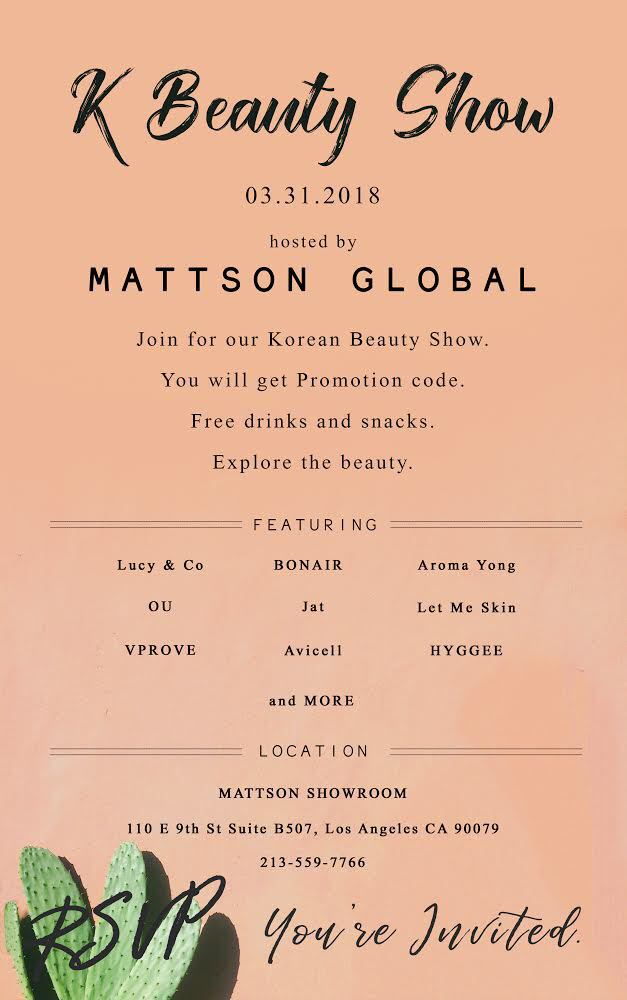 K Beauty Show
03.31.2018
hosted by
MATTSON GLOBAL
Join for our Korean Beauty Show.
You will get Promotion code.
Free drinks and snacks.
Explore the beauty.
FEATURING
Lucy & Co BONAIR Aroma Yong
OU Jat Let Me Skin
VPROVE Avicell HYGGEE
and MORE
LOCATION
MATTSON SHOWROOM
110 E 9th St Suite B507, Los Angeles CA 90079
213-559-7766
RSVP You're Invited.